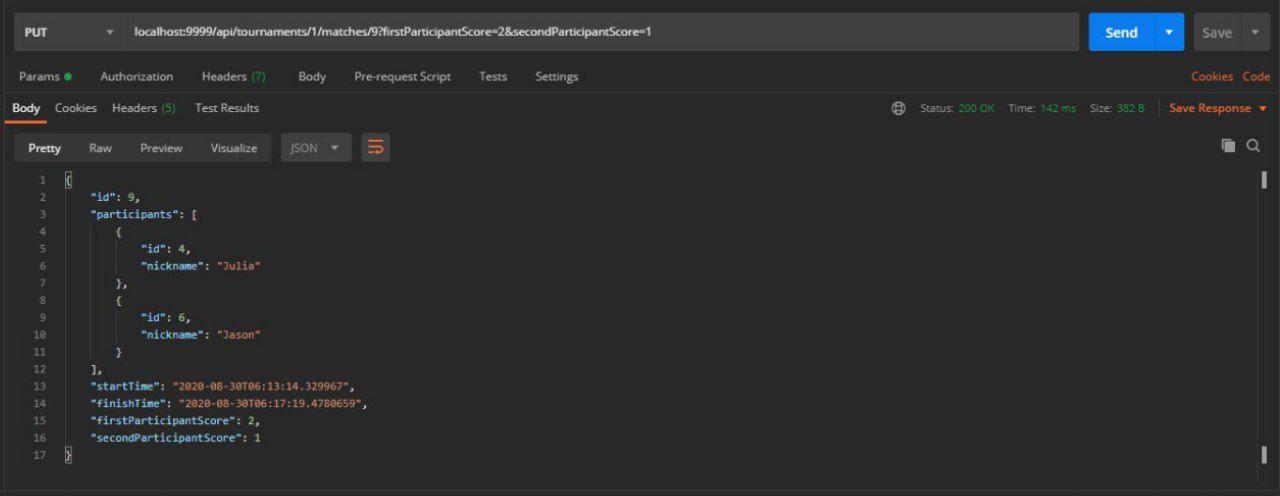 PUT localhost:9999/api/tournaments/1/matches/9?firstParticipantScore=2&secondParticipantScore=1 Send Save
Params Authorization Headers (7) Body Pre-request Script Tests Settings Cookies Code
Body Cookies Headers (5) Test Results Status: 200 OK Time: 142 ms Size: 382 B Save Response
Pretty Raw Preview Visualize JSON
1 {
2 "id": 9,
3 "participants": [
4 {
5 "id": 4,
6 "nickname": "Julia"
7 },
8 {
9 "id": 6,
10 "nickname": "Jason"
11 }
12 ],
13 "startTime": "2020-08-30T06:13:14.329967",
14 "finishTime": "2020-08-30T06:17:19.4780659",
15 "firstParticipantScore": 2,
16 "secondParticipantScore": 1
17 }